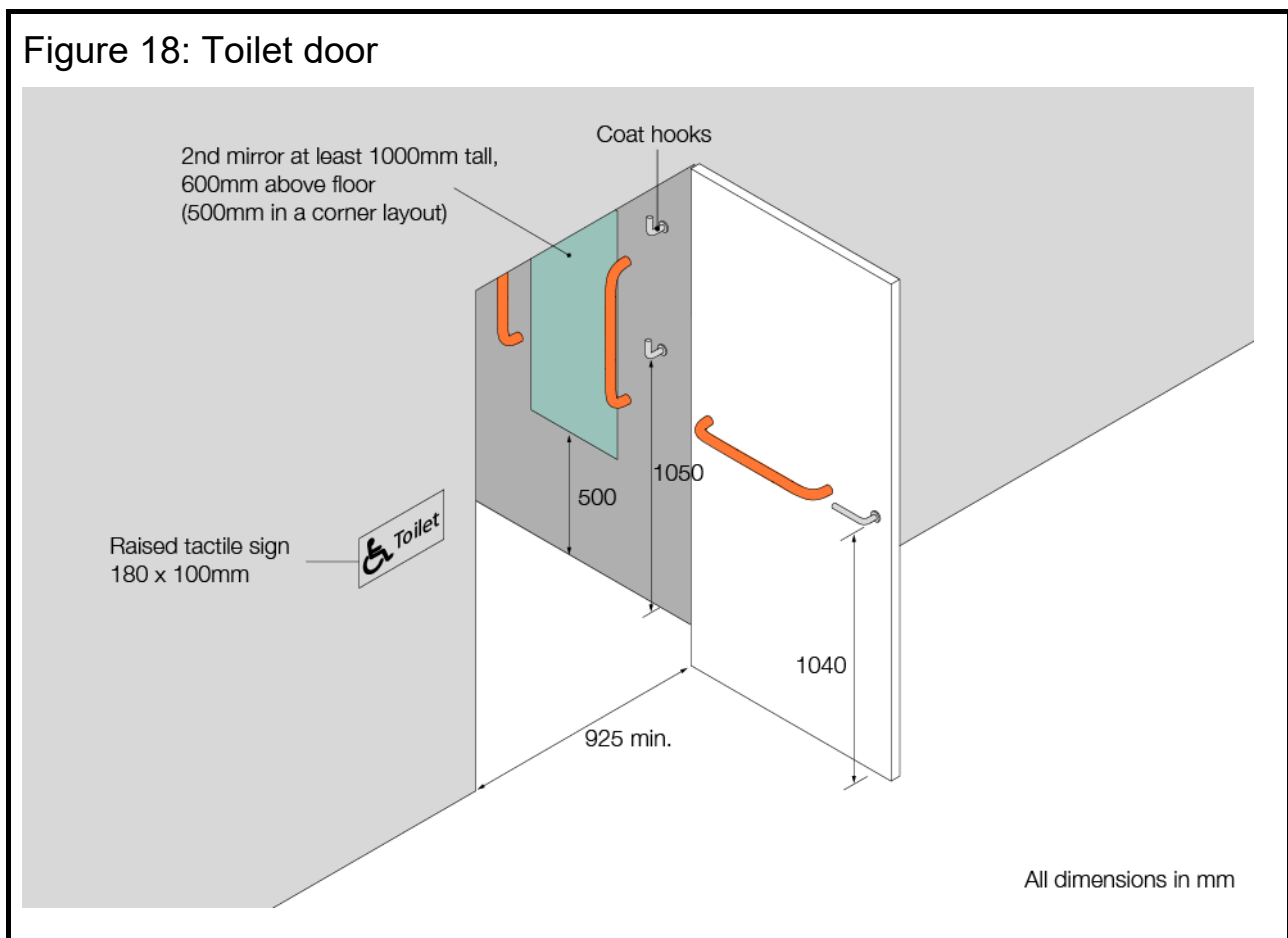 Figure 18: Toilet door
Coat hooks
2nd mirror at least 1000mm tall,
600mm above floor
(500mm in a corner layout)
1050
500
Toilet
Raised tactile sign
180 x 100mm
1040
925 min.
All dimensions in mm